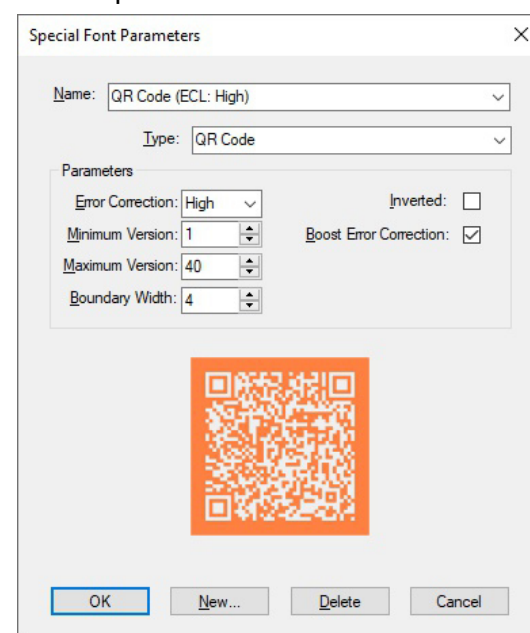 Special Font Parameters
Name: QR Code (ECL: High)
Type: QR Code
Parameters
Error Correction: High
Inverted:
Minimum Version: 1
Boost Error Correction:
Maximum Version: 40
Boundary Width: 4
OK New... Delete Cancel